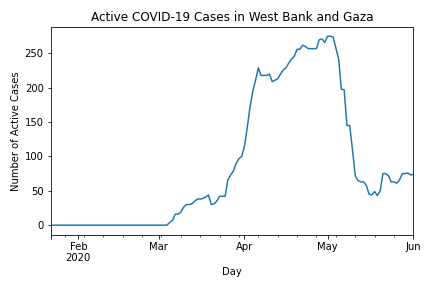 Active COVID-19 Cases in West Bank and Gaza
Number of Active Cases
250
200
150
100
50
0
Feb Mar Apr May Jun
2020
Day